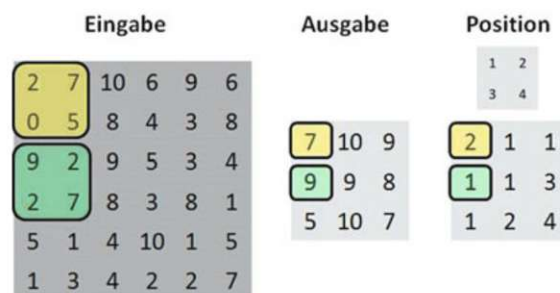 Eingabe
Ausgabe
Position
2 7 10 6 9 6
0 5 8 4 3 8
9 2 9 5 3 4
2 7 8 3 8 1
5 1 4 10 1 5
1 3 4 2 2 7
7 10 9
9 9 8
5 10 7
1 2
3 4
2 1 1
1 1 3
1 2 4